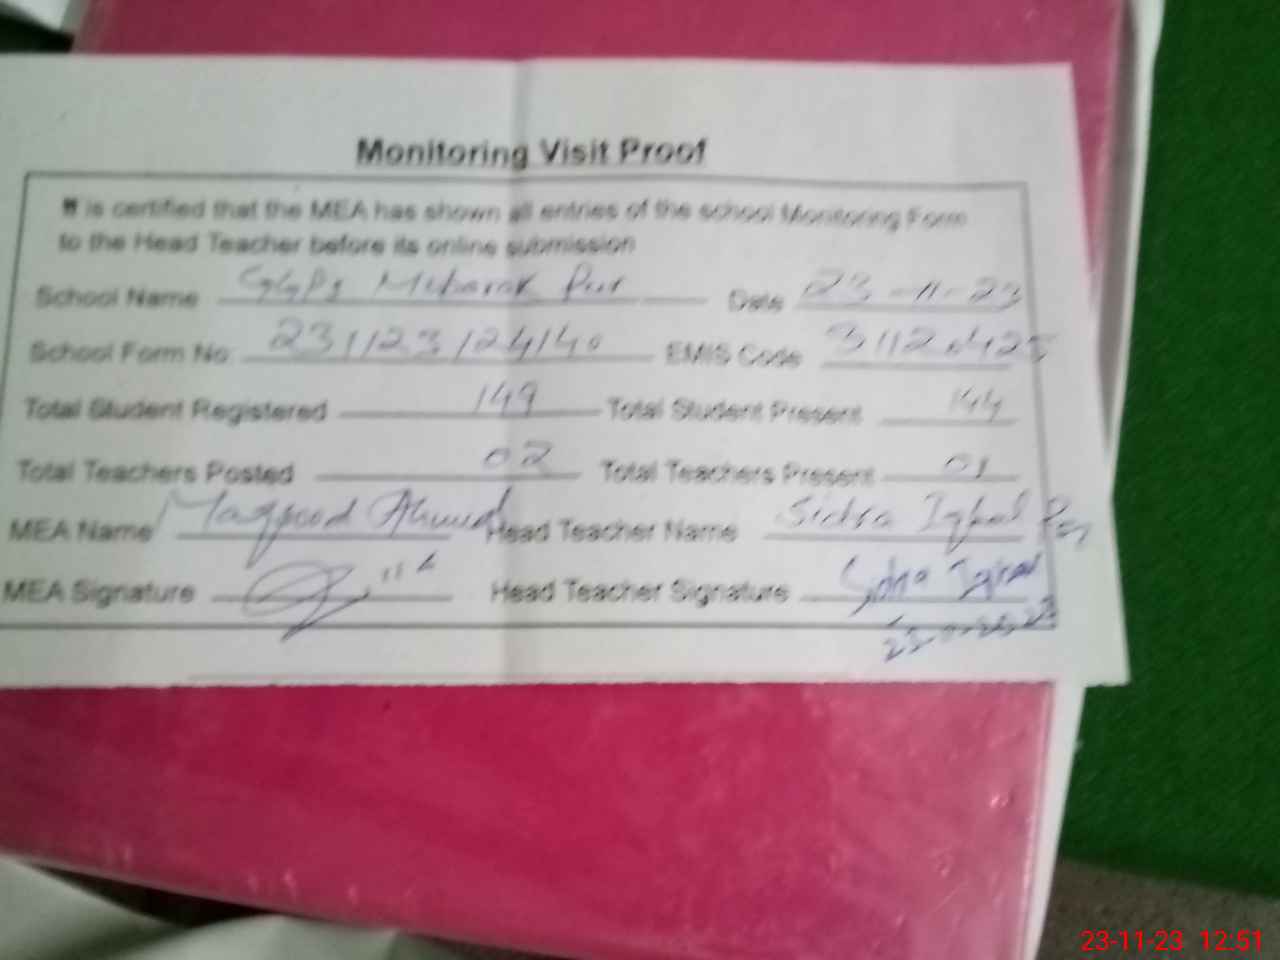 Monitoring Visit Proof
It is certified that the MEA has shown all entries of the school Monitoring Form
to the Head Teacher before its online submission
School Name GGPS Mubarak Pur Date 23-11-23
School Form No 231123124140 EMIS Code
Total Student Registered 149 Total Student Present 144
Total Teachers Posted 02 Total Teachers Present 01
MEA Name Maqsood Ahmad Head Teacher Name Sidra Iqbal
MEA Signature Head Teacher Signature Sidra Iqbal
23-11-23 12:51